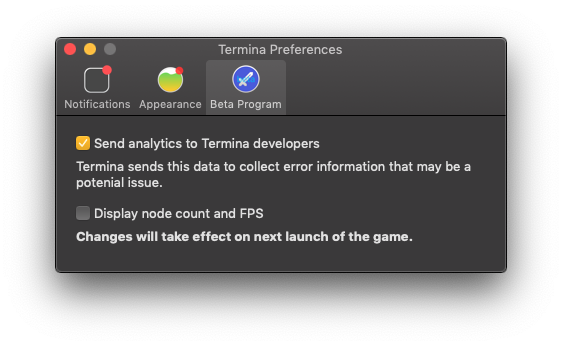 Termina Preferences
Notifications Appearance Beta Program
Send analytics to Termina developers
Termina sends this data to collect error information that may be a
potenial issue.
Display node count and FPS
Changes will take effect on next launch of the game.